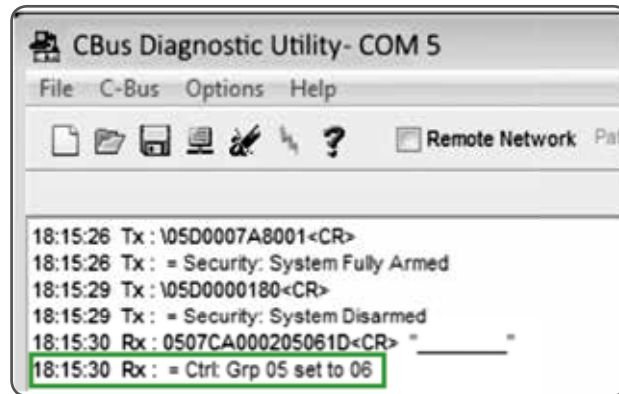 CBus Diagnostic Utility- COM 5
File C-Bus Options Help
Remote Network
18:15:26 Tx : \05D0007A8001<CR>
18:15:26 Tx : = Security: System Fully Armed
18:15:29 Tx : \05D0000180<CR>
18:15:29 Tx : = Security: System Disarmed
18:15:30 Rx : 0507CA000205061D<CR> "________"
18:15:30 Rx : = Ctrl: Grp 05 set to 06